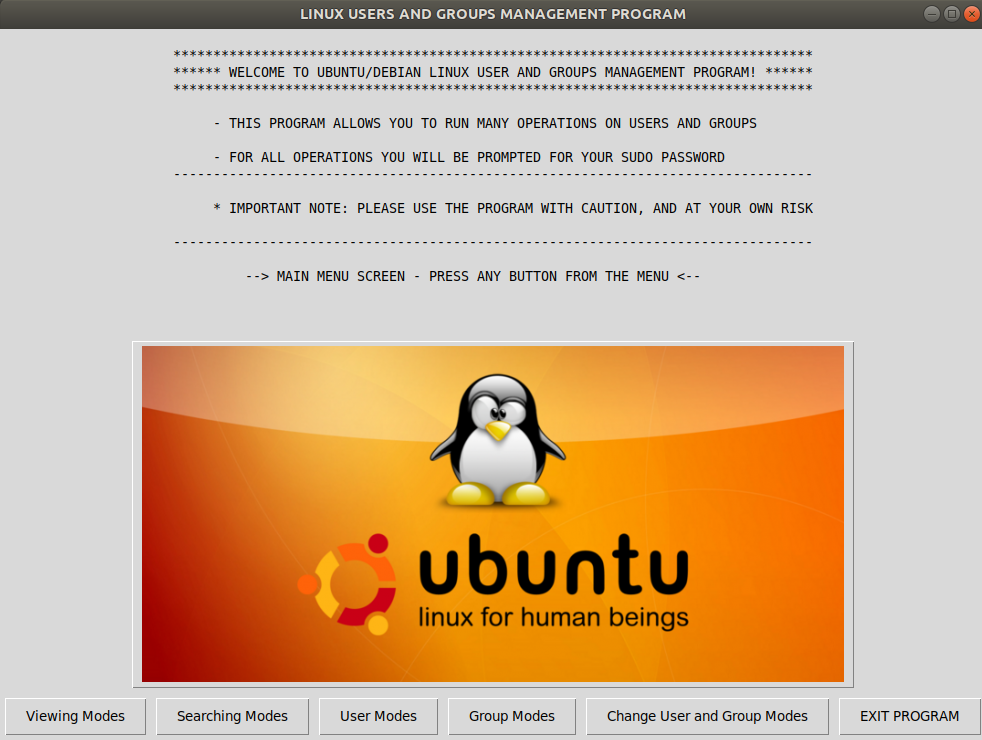 LINUX USERS AND GROUPS MANAGEMENT PROGRAM
********************************************************************************
****** WELCOME TO UBUNTU/DEBIAN LINUX USER AND GROUPS MANAGEMENT PROGRAM! ******
********************************************************************************
- THIS PROGRAM ALLOWS YOU TO RUN MANY OPERATIONS ON USERS AND GROUPS
- FOR ALL OPERATIONS YOU WILL BE PROMPTED FOR YOUR SUDO PASSWORD
--------------------------------------------------------------------------------
* IMPORTANT NOTE: PLEASE USE THE PROGRAM WITH CAUTION, AND AT YOUR OWN RISK
--------------------------------------------------------------------------------
--> MAIN MENU SCREEN - PRESS ANY BUTTON FROM THE MENU <--
ubuntu
linux for human beings
Viewing Modes
Searching Modes
User Modes
Group Modes
Change User and Group Modes
EXIT PROGRAM